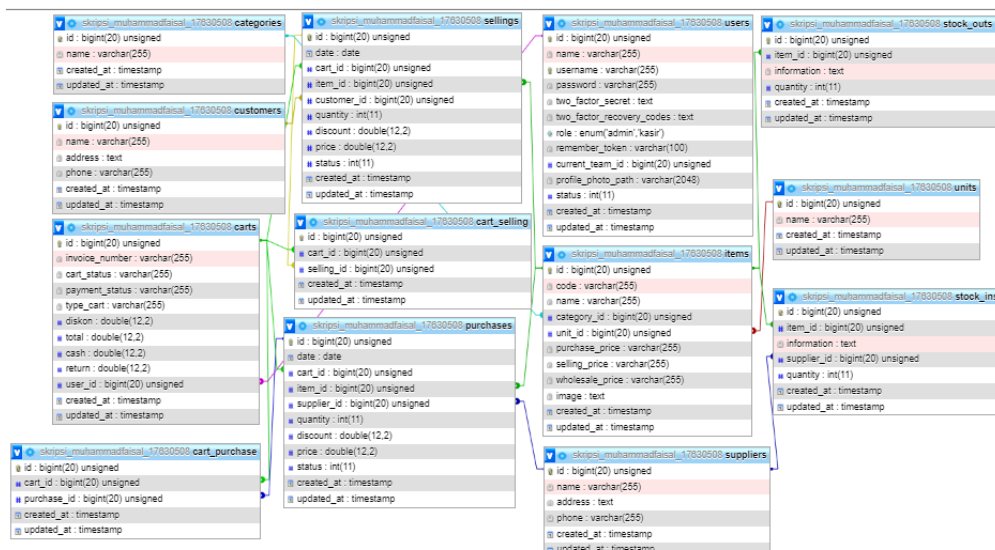 skripsi_muhammadfaisal_17630508 categories
id : bigint(20) unsigned
name : varchar(255)
created_at : timestamp
updated_at : timestamp
skripsi_muhammadfaisal_17630508 customers
id : bigint(20) unsigned
name : varchar(255)
address : text
phone : varchar(255)
created_at : timestamp
updated_at : timestamp
skripsi_muhammadfaisal_17630508 carts
id : bigint(20) unsigned
invoice_number : varchar(255)
cart_status : varchar(255)
payment_status : varchar(255)
type_cart : varchar(255)
diskon : double(12,2)
total : double(12,2)
cash : double(12,2)
return : double(12,2)
user_id : bigint(20) unsigned
created_at : timestamp
updated_at : timestamp
skripsi_muhammadfaisal_17630508 cart_purchase
id : bigint(20) unsigned
cart_id : bigint(20) unsigned
purchase_id : bigint(20) unsigned
created_at : timestamp
updated_at : timestamp
skripsi_muhammadfaisal_17630508 sellings
id : bigint(20) unsigned
date : date
cart_id : bigint(20) unsigned
item_id : bigint(20) unsigned
customer_id : bigint(20) unsigned
quantity : int(11)
discount : double(12,2)
price : double(12,2)
status : int(11)
created_at : timestamp
updated_at : timestamp
skripsi_muhammadfaisal_17630508 cart_selling
id : bigint(20) unsigned
cart_id : bigint(20) unsigned
selling_id : bigint(20) unsigned
created_at : timestamp
updated_at : timestamp
skripsi_muhammadfaisal_17630508 purchases
id : bigint(20) unsigned
date : date
cart_id : bigint(20) unsigned
item_id : bigint(20) unsigned
supplier_id : bigint(20) unsigned
quantity : int(11)
discount : double(12,2)
price : double(12,2)
status : int(11)
created_at : timestamp
updated_at : timestamp
skripsi_muhammadfaisal_17630508 users
id : bigint(20) unsigned
name : varchar(255)
username : varchar(255)
password : varchar(255)
two_factor_secret : text
two_factor_recovery_codes : text
role : enum('admin','kasir')
remember_token : varchar(100)
current_team_id : bigint(20) unsigned
profile_photo_path : varchar(2048)
status : int(11)
created_at : timestamp
updated_at : timestamp
skripsi_muhammadfaisal_17630508 items
id : bigint(20) unsigned
code : varchar(255)
name : varchar(255)
category_id : bigint(20) unsigned
unit_id : bigint(20) unsigned
purchase_price : varchar(255)
selling_price : varchar(255)
wholesale_price : varchar(255)
image : text
created_at : timestamp
updated_at : timestamp
skripsi_muhammadfaisal_17630508 suppliers
id : bigint(20) unsigned
name : varchar(255)
address : text
phone : varchar(255)
created_at : timestamp
updated_at : timestamp
skripsi_muhammadfaisal_17630508 stock_outs
id : bigint(20) unsigned
item_id : bigint(20) unsigned
information : text
quantity : int(11)
created_at : timestamp
updated_at : timestamp
skripsi_muhammadfaisal_17630508 units
id : bigint(20) unsigned
name : varchar(255)
created_at : timestamp
updated_at : timestamp
skripsi_muhammadfaisal_17630508 stock_ins
id : bigint(20) unsigned
item_id : bigint(20) unsigned
information : text
supplier_id : bigint(20) unsigned
quantity : int(11)
created_at : timestamp
updated_at : timestamp